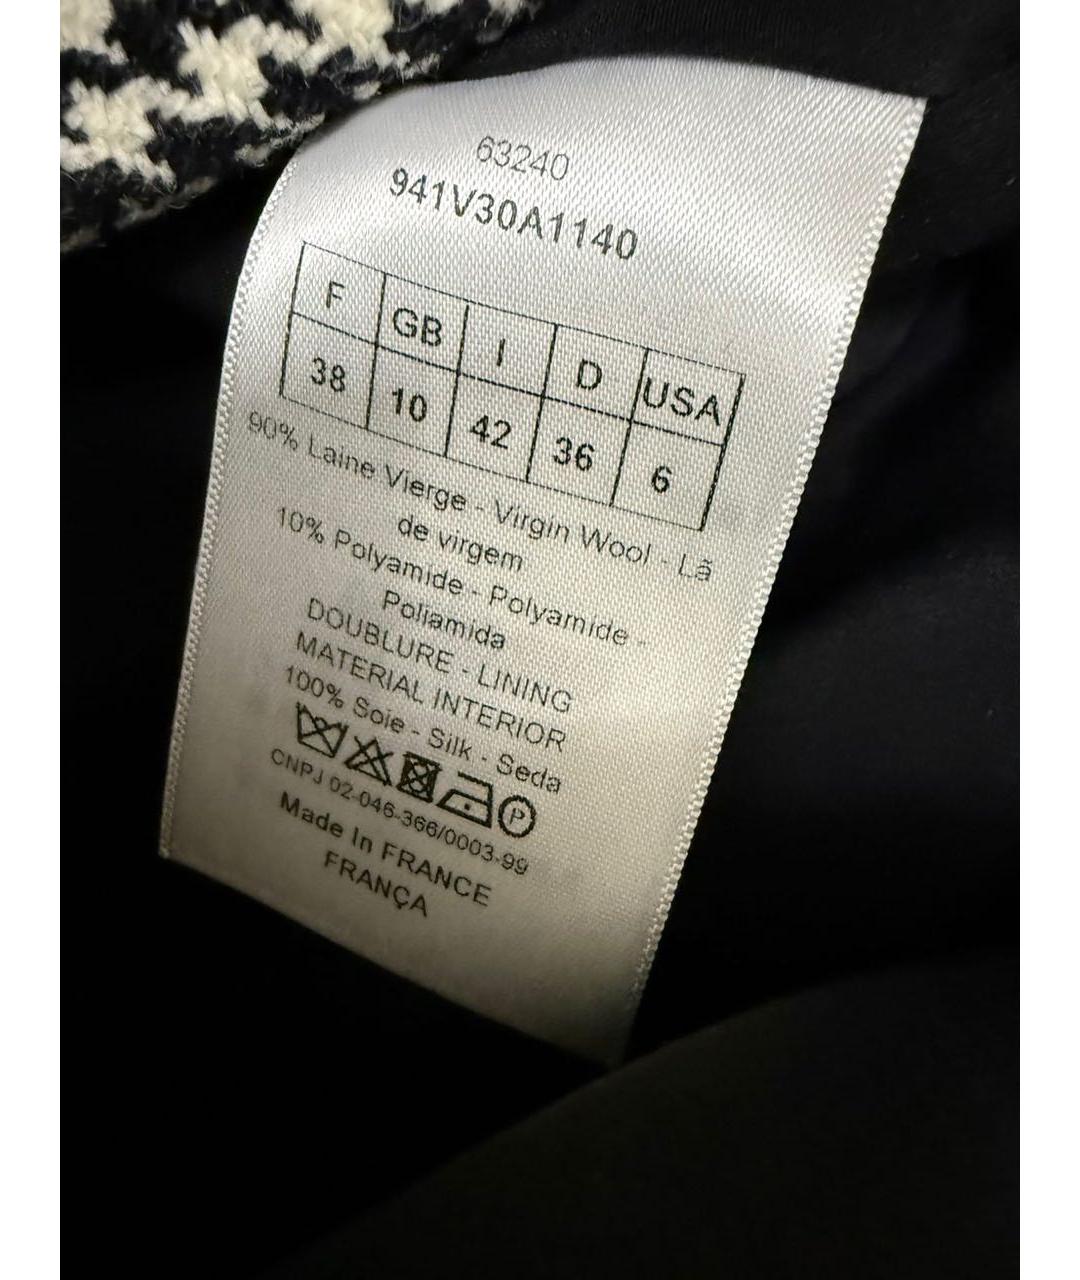 63240
941V30A1140
F GB I D USA
38 10 42 36 6
90% Laine Vierge - Virgin Wool - Lã
de virgem
10% Polyamide - Polyamide -
Poliamida
DOUBLURE - LINING
MATERIAL INTERIOR
100% Soie - Silk - Seda
P
CNPJ 02-046-366/0003-99
Made In FRANCE
FRANÇA